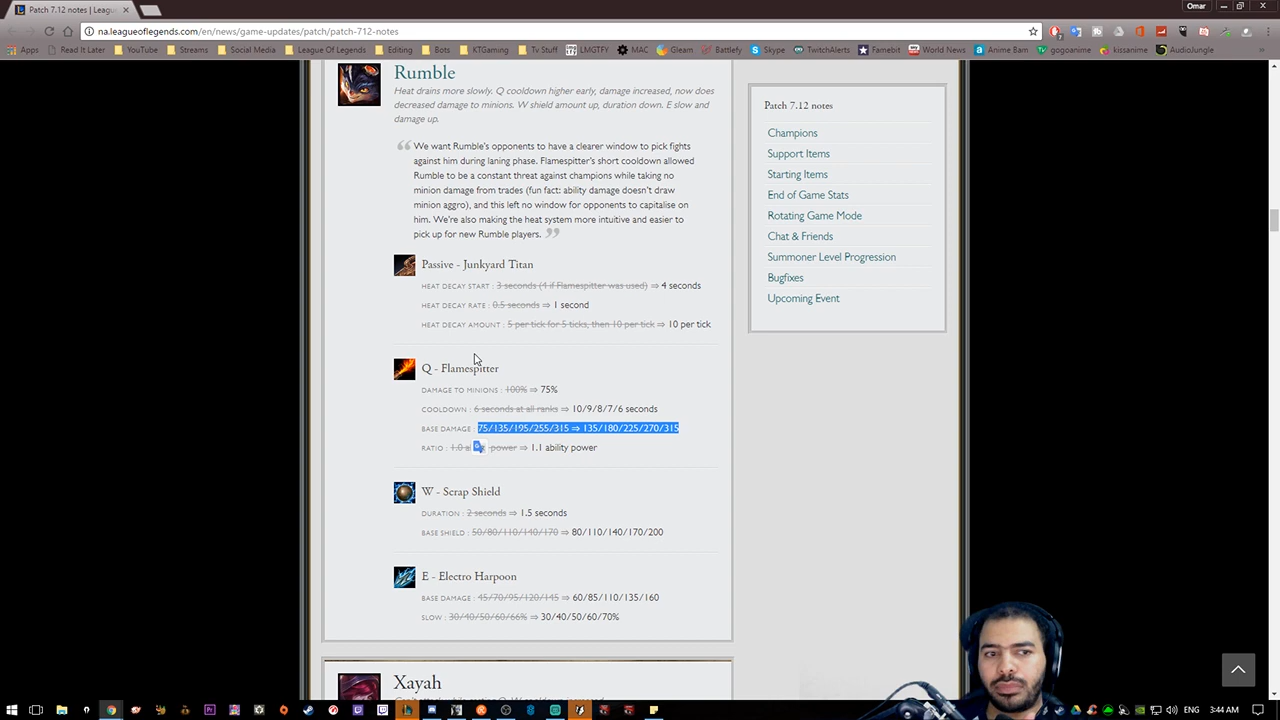 Patch 7.12 notes | Leagu
Omar
na.leagueoflegends.com/en/news/game-updates/patch/patch-712-notes
Apps Read It Later YouTube Streams Social Media League Of Legends Editing Bots KTGaming Tv Stuff LMGTFY MAC Gleam Battlefy Skype TwitchAlerts Famebit World News Anime Bam gogoanime kissanime AudioJungle
Rumble
Heat drains more slowly. Q cooldown higher early, damage increased, now does
decreased damage to minions. W shield amount up, duration down. E slow and
damage up.
We want Rumble's opponents to have a clearer window to pick fights
against him during laning phase. Flamespitter's short cooldown allowed
Rumble to be a constant threat against champions while taking no
minion damage from trades (fun fact: ability damage doesn't draw
minion aggro), and this left no window for opponents to capitalise on
him. We're also making the heat system more intuitive and easier to
pick up for new Rumble players.
Passive - Junkyard Titan
HEAT DECAY START : 3 seconds (4 if Flamespitter was used) ⇒ 4 seconds
HEAT DECAY RATE : 0.5 seconds ⇒ 1 second
HEAT DECAY AMOUNT : 5 per tick for 5 ticks, then 10 per tick ⇒ 10 per tick
Q - Flamespitter
DAMAGE TO MINIONS : 100% ⇒ 75%
COOLDOWN : 6 seconds at all ranks ⇒ 10/9/8/7/6 seconds
BASE DAMAGE : 75/135/195/255/315 ⇒ 135/180/225/270/315
RATIO : 1.0 power ⇒ 1.1 ability power
W - Scrap Shield
DURATION : 2 seconds ⇒ 1.5 seconds
BASE SHIELD : 50/80/110/140/170 ⇒ 80/110/140/170/200
E - Electro Harpoon
BASE DAMAGE : 45/70/95/120/145 ⇒ 60/85/110/135/160
SLOW : 30/40/50/60/66% ⇒ 30/40/50/60/70%
Xayah
Patch 7.12 notes
Champions
Support Items
Starting Items
End of Game Stats
Rotating Game Mode
Chat & Friends
Summoner Level Progression
Bugfixes
Upcoming Event
ENG 3:44 AM